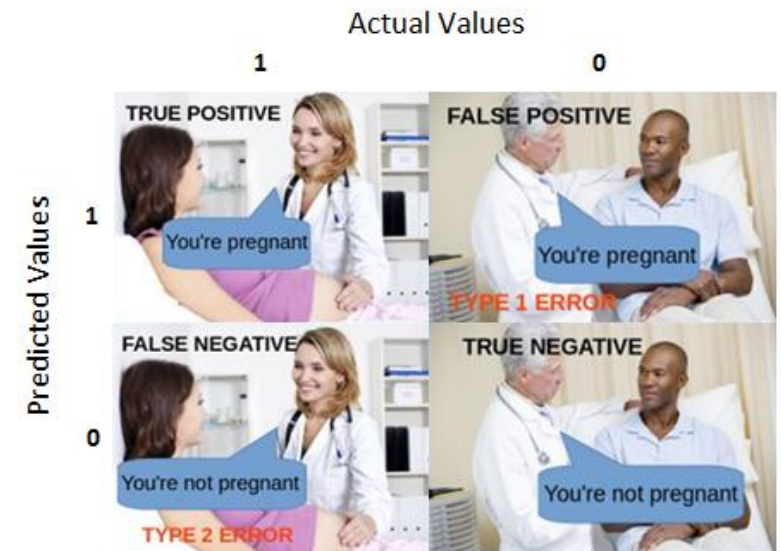 Actual Values
1
0
TRUE POSITIVE
FALSE POSITIVE
Predicted Values
1
You're pregnant
You're pregnant
TYPE 1 ERROR
FALSE NEGATIVE
TRUE NEGATIVE
0
You're not pregnant
You're not pregnant
TYPE 2 ERROR